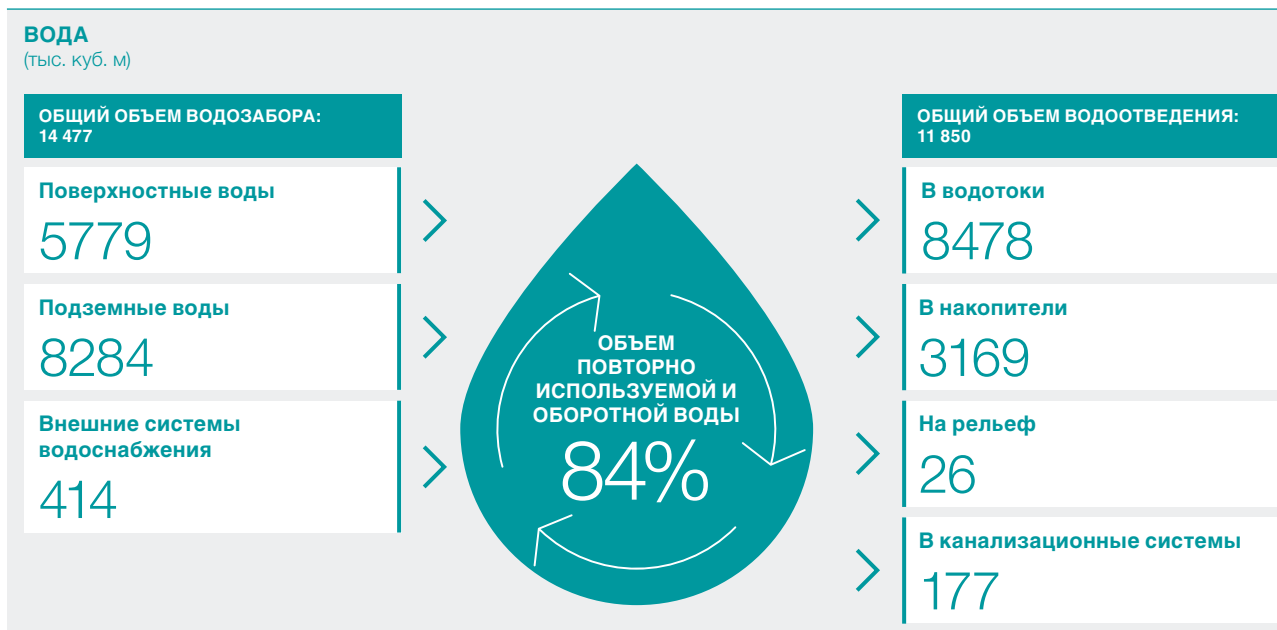 ВОДА
(тыс. куб. м)
ОБЩИЙ ОБЪЕМ ВОДОЗАБОРА:
14 477
Поверхностные воды
5779
Подземные воды
8284
Внешние системы
водоснабжения
414
ОБЪЕМ
ПОВТОРНО
ИСПОЛЬЗУЕМОЙ И
ОБОРОТНОЙ ВОДЫ
84%
ОБЩИЙ ОБЪЕМ ВОДООТВЕДЕНИЯ:
11 850
В водотоки
8478
В накопители
3169
На рельеф
26
В канализационные системы
177